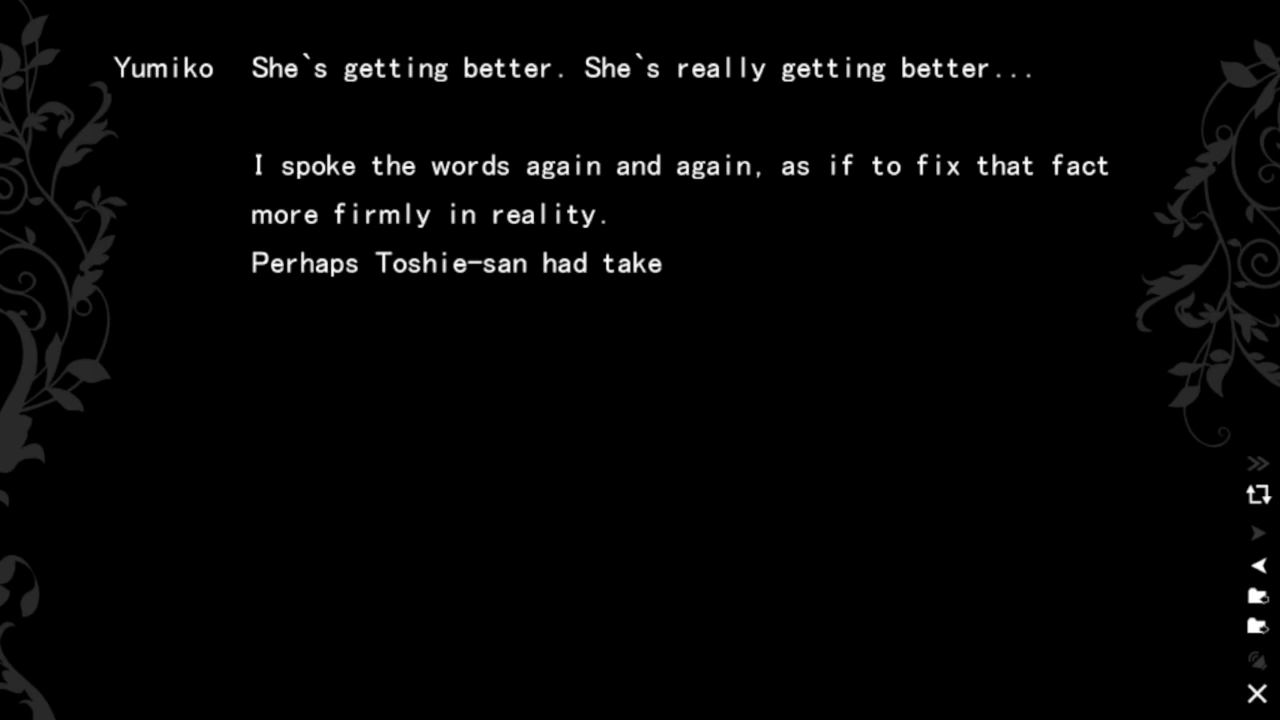 Yumiko She`s getting better. She`s really getting better...
I spoke the words again and again, as if to fix that fact
more firmly in reality.
Perhaps Toshie-san had take